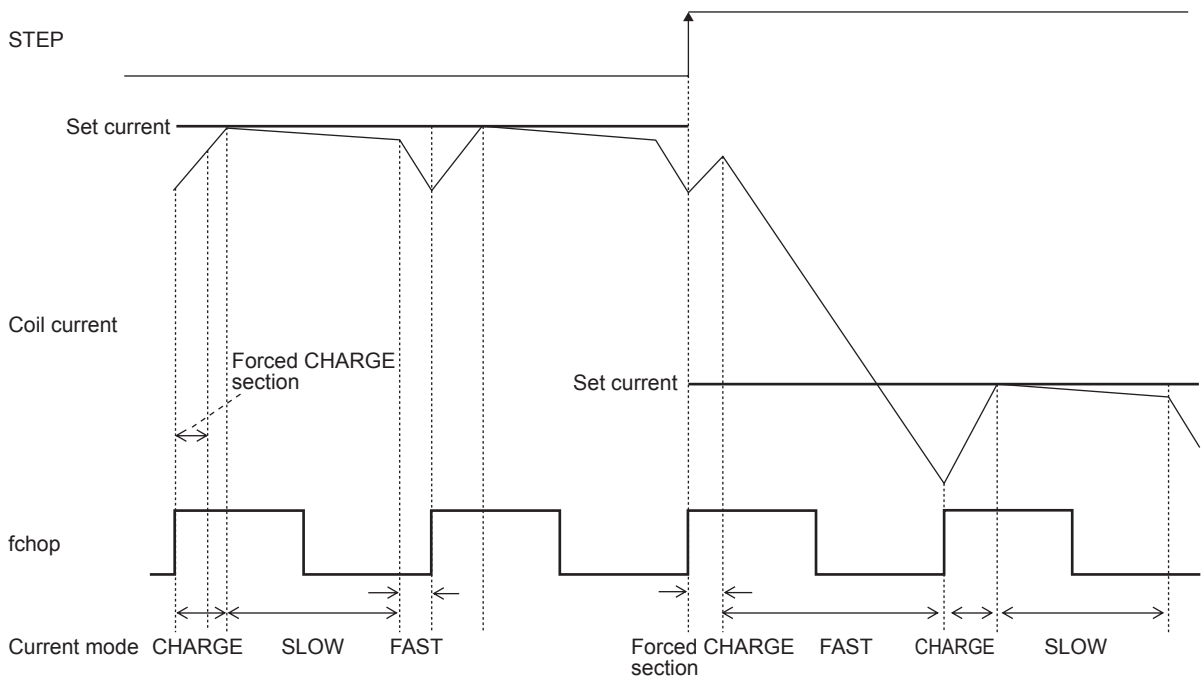 STEP
Set current
Coil current
Forced CHARGE
section
Set current
fchop
Current mode CHARGE SLOW FAST Forced CHARGE FAST CHARGE SLOW
section